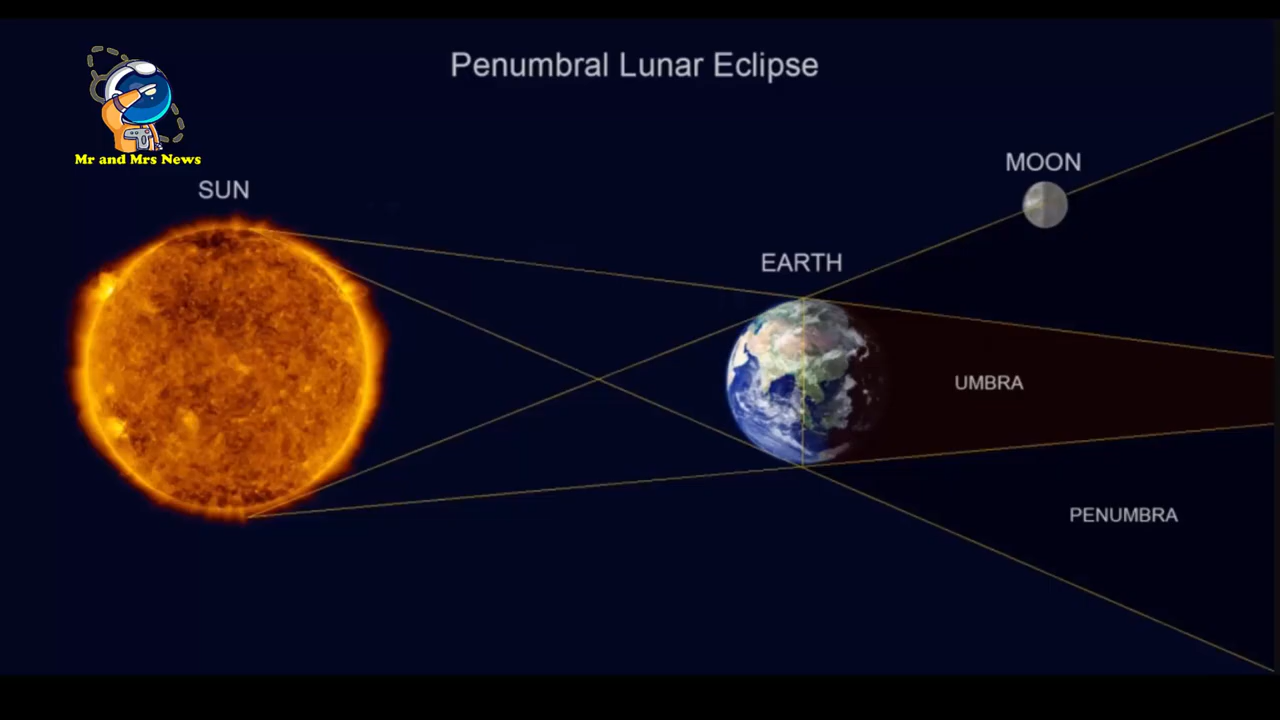 Penumbral Lunar Eclipse
Mr and Mrs News
SUN
MOON
EARTH
UMBRA
PENUMBRA